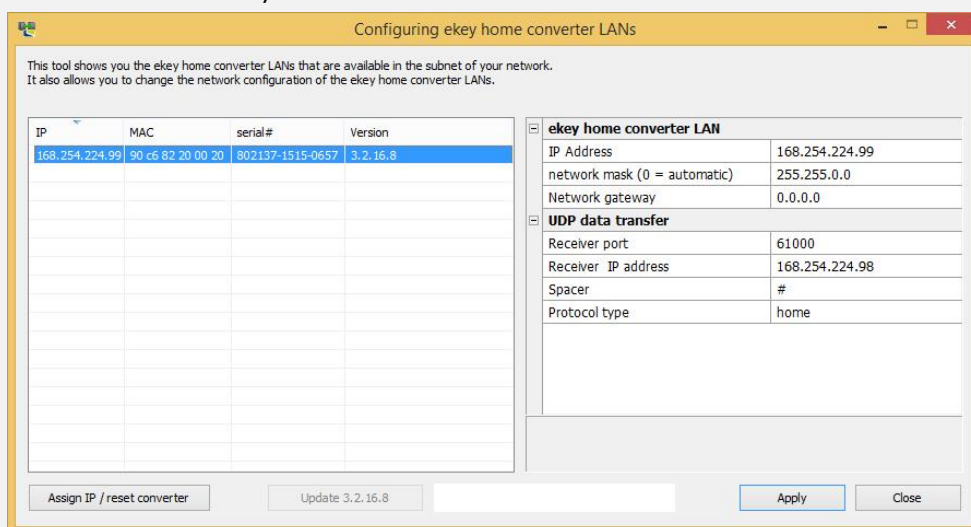 Configuring ekey home converter LANs
This tool shows you the ekey home converter LANs that are available in the subnet of your network.
It also allows you to change the network configuration of the ekey home converter LANs.
IP MAC serial# Version
168.254.224.99 90 c6 82 20 00 20 802137-1515-0657 3.2.16.8
ekey home converter LAN
IP Address 168.254.224.99
network mask (0 = automatic) 255.255.0.0
Network gateway 0.0.0.0
UDP data transfer
Receiver port 61000
Receiver IP address 168.254.224.98
Spacer #
Protocol type home
Assign IP / reset converter Update 3.2.16.8 Apply Close